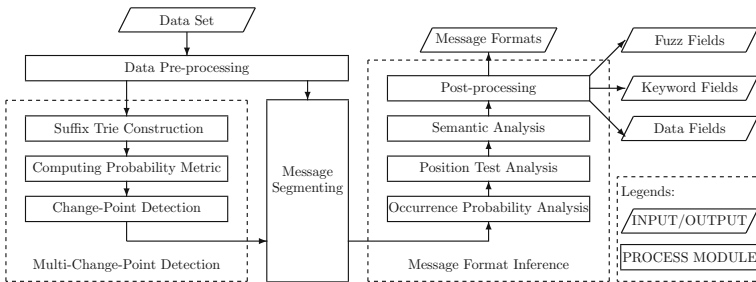 Data Set
Data Pre-processing
Suffix Trie Construction
Computing Probability Metric
Change-Point Detection
Multi-Change-Point Detection
Message
Segmenting
Message Formats
Post-processing
Semantic Analysis
Position Test Analysis
Occurrence Probability Analysis
Message Format Inference
Fuzz Fields
Keyword Fields
Data Fields
Legends:
INPUT/OUTPUT
PROCESS MODULE